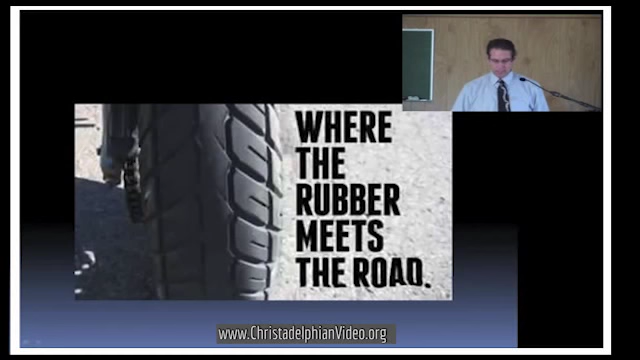 WHERE
THE
RUBBER
MEETS
THE ROAD.
www.ChristadelphianVideo.org